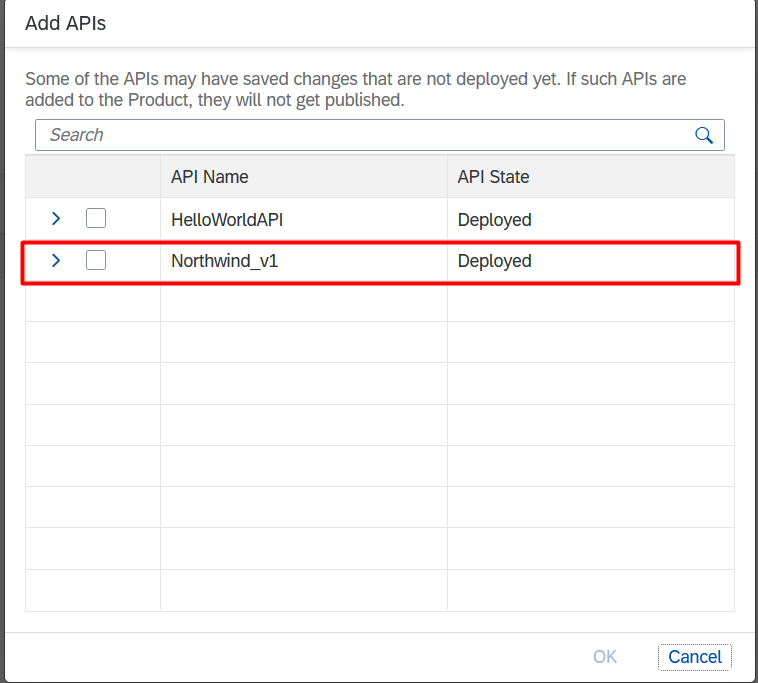 Add APIs
Some of the APIs may have saved changes that are not deployed yet. If such APIs are
added to the Product, they will not get published.
Search
API Name API State
HelloWorldAPI Deployed
Northwind_v1 Deployed
OK Cancel